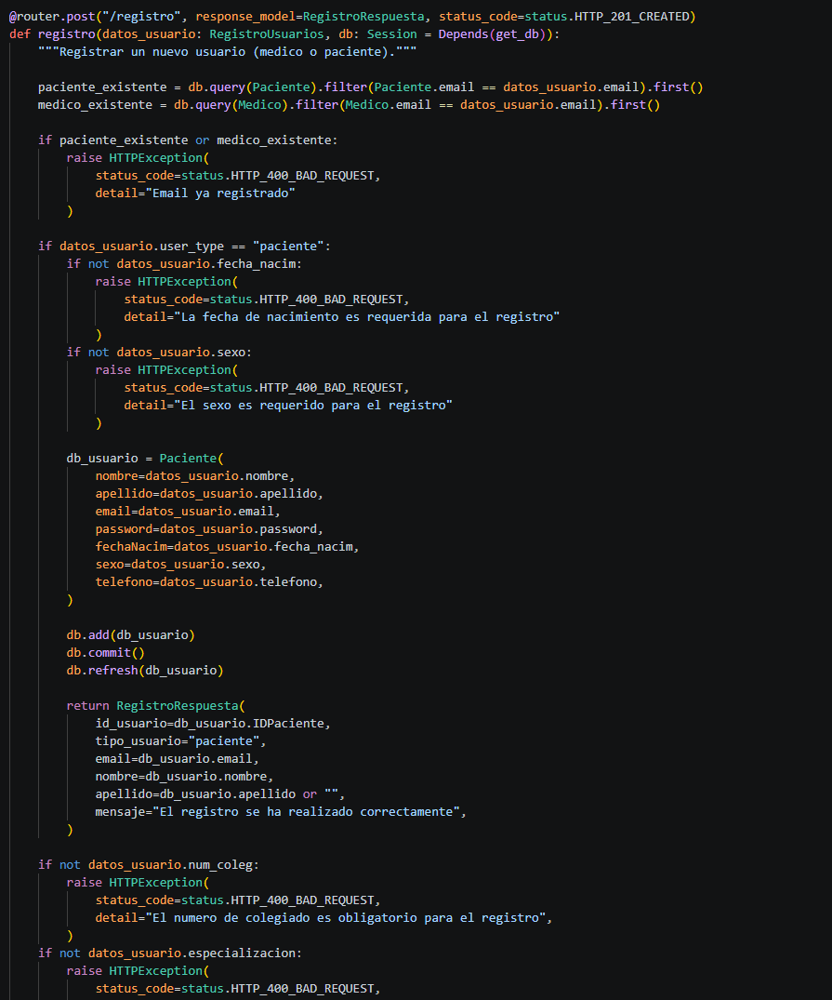 @router.post("/registro", response_model=RegistroRespuesta, status_code=status.HTTP_201_CREATED)
def registro(datos_usuario: RegistroUsuarios, db: Session = Depends(get_db)):
    """Registrar un nuevo usuario (medico o paciente)."""

    paciente_existente = db.query(Paciente).filter(Paciente.email == datos_usuario.email).first()
    medico_existente = db.query(Medico).filter(Medico.email == datos_usuario.email).first()

    if paciente_existente or medico_existente:
        raise HTTPException(
            status_code=status.HTTP_400_BAD_REQUEST,
            detail="Email ya registrado"
        )

    if datos_usuario.user_type == "paciente":
        if not datos_usuario.fecha_nacim:
            raise HTTPException(
                status_code=status.HTTP_400_BAD_REQUEST,
                detail="La fecha de nacimiento es requerida para el registro"
            )
        if not datos_usuario.sexo:
            raise HTTPException(
                status_code=status.HTTP_400_BAD_REQUEST,
                detail="El sexo es requerido para el registro"
            )

        db_usuario = Paciente(
            nombre=datos_usuario.nombre,
            apellido=datos_usuario.apellido,
            email=datos_usuario.email,
            password=datos_usuario.password,
            fechaNacim=datos_usuario.fecha_nacim,
            sexo=datos_usuario.sexo,
            telefono=datos_usuario.telefono,
        )

        db.add(db_usuario)
        db.commit()
        db.refresh(db_usuario)

        return RegistroRespuesta(
            id_usuario=db_usuario.IDPaciente,
            tipo_usuario="paciente",
            email=db_usuario.email,
            nombre=db_usuario.nombre,
            apellido=db_usuario.apellido or "",
            mensaje="El registro se ha realizado correctamente",
        )

    if not datos_usuario.num_coleg:
        raise HTTPException(
            status_code=status.HTTP_400_BAD_REQUEST,
            detail="El numero de colegiado es obligatorio para el registro",
        )
    if not datos_usuario.especializacion:
        raise HTTPException(
            status_code=status.HTTP_400_BAD_REQUEST,